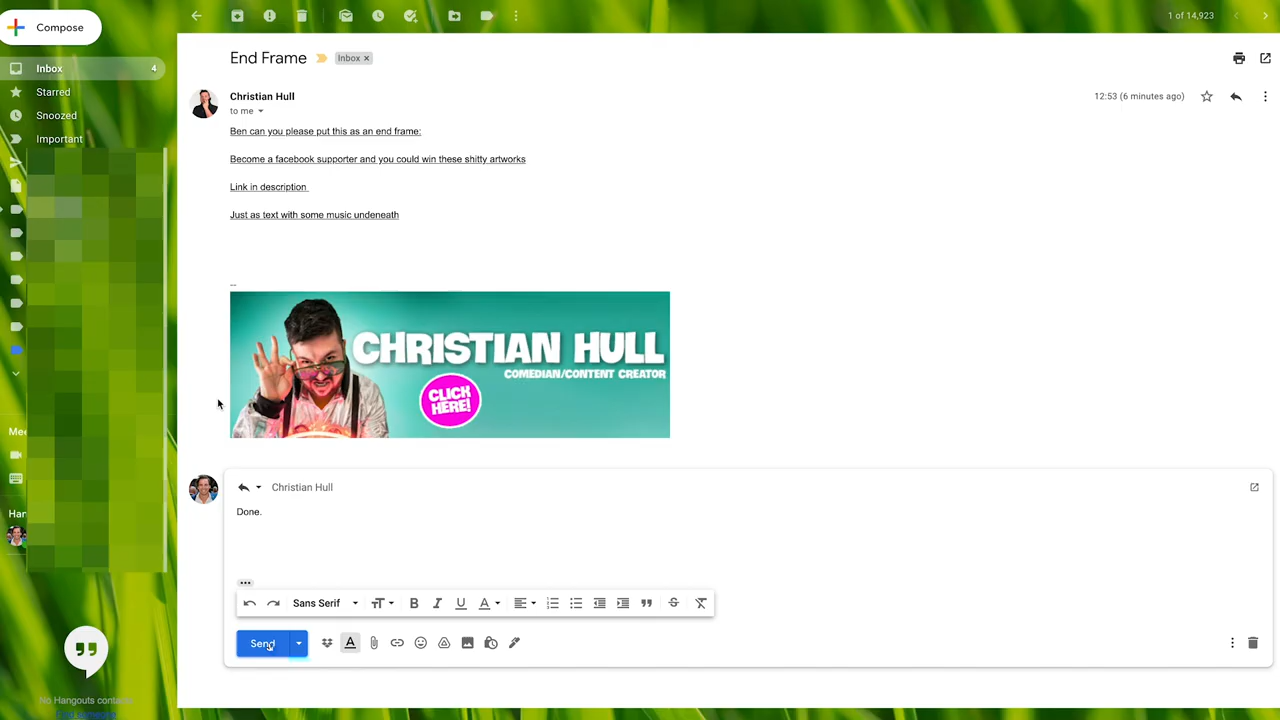 Compose
1 of 14,923
Inbox
4
Starred
Snoozed
Important
End Frame
Inbox ×
Christian Hull
12:53 (6 minutes ago)
to me
Ben can you please put this as an end frame:
Become a facebook supporter and you could win these shitty artworks
Link in description
Just as text with some music undeneath
--
CHRISTIAN HULL
COMEDIAN/CONTENT CREATOR
CLICK
HERE!
Mee
Christian Hull
Done.
Han
Sans Serif
Send
No Hangouts conta